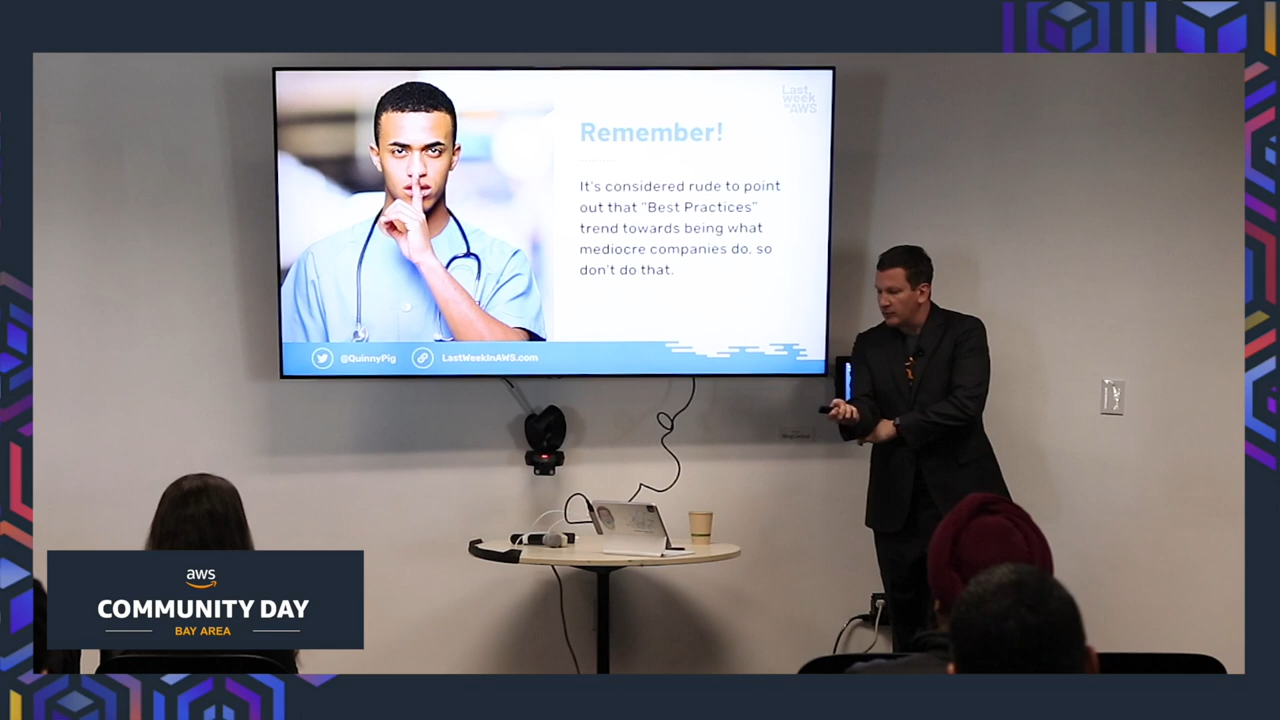 Last
week
in AWS
Remember!
It's considered rude to point
out that "Best Practices"
trend towards being what
mediocre companies do, so
don't do that.
@QuinnyPig
LastWeekInAWS.com
aws
COMMUNITY DAY
BAY AREA